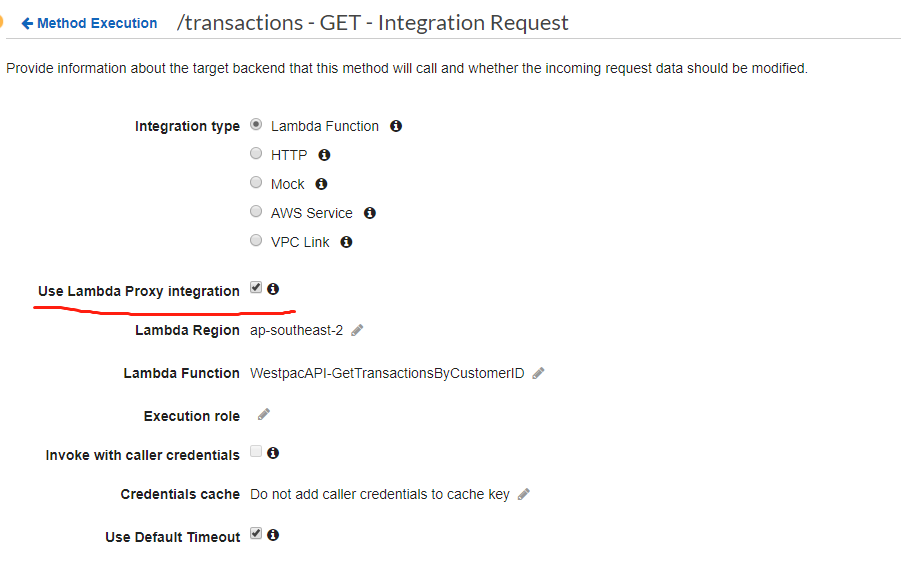 Method Execution /transactions - GET - Integration Request
Provide information about the target backend that this method will call and whether the incoming request data should be modified.
Integration type Lambda Function
HTTP
Mock
AWS Service
VPC Link
Use Lambda Proxy integration
Lambda Region ap-southeast-2
Lambda Function WestpacAPI-GetTransactionsByCustomerID
Execution role
Invoke with caller credentials
Credentials cache Do not add caller credentials to cache key
Use Default Timeout